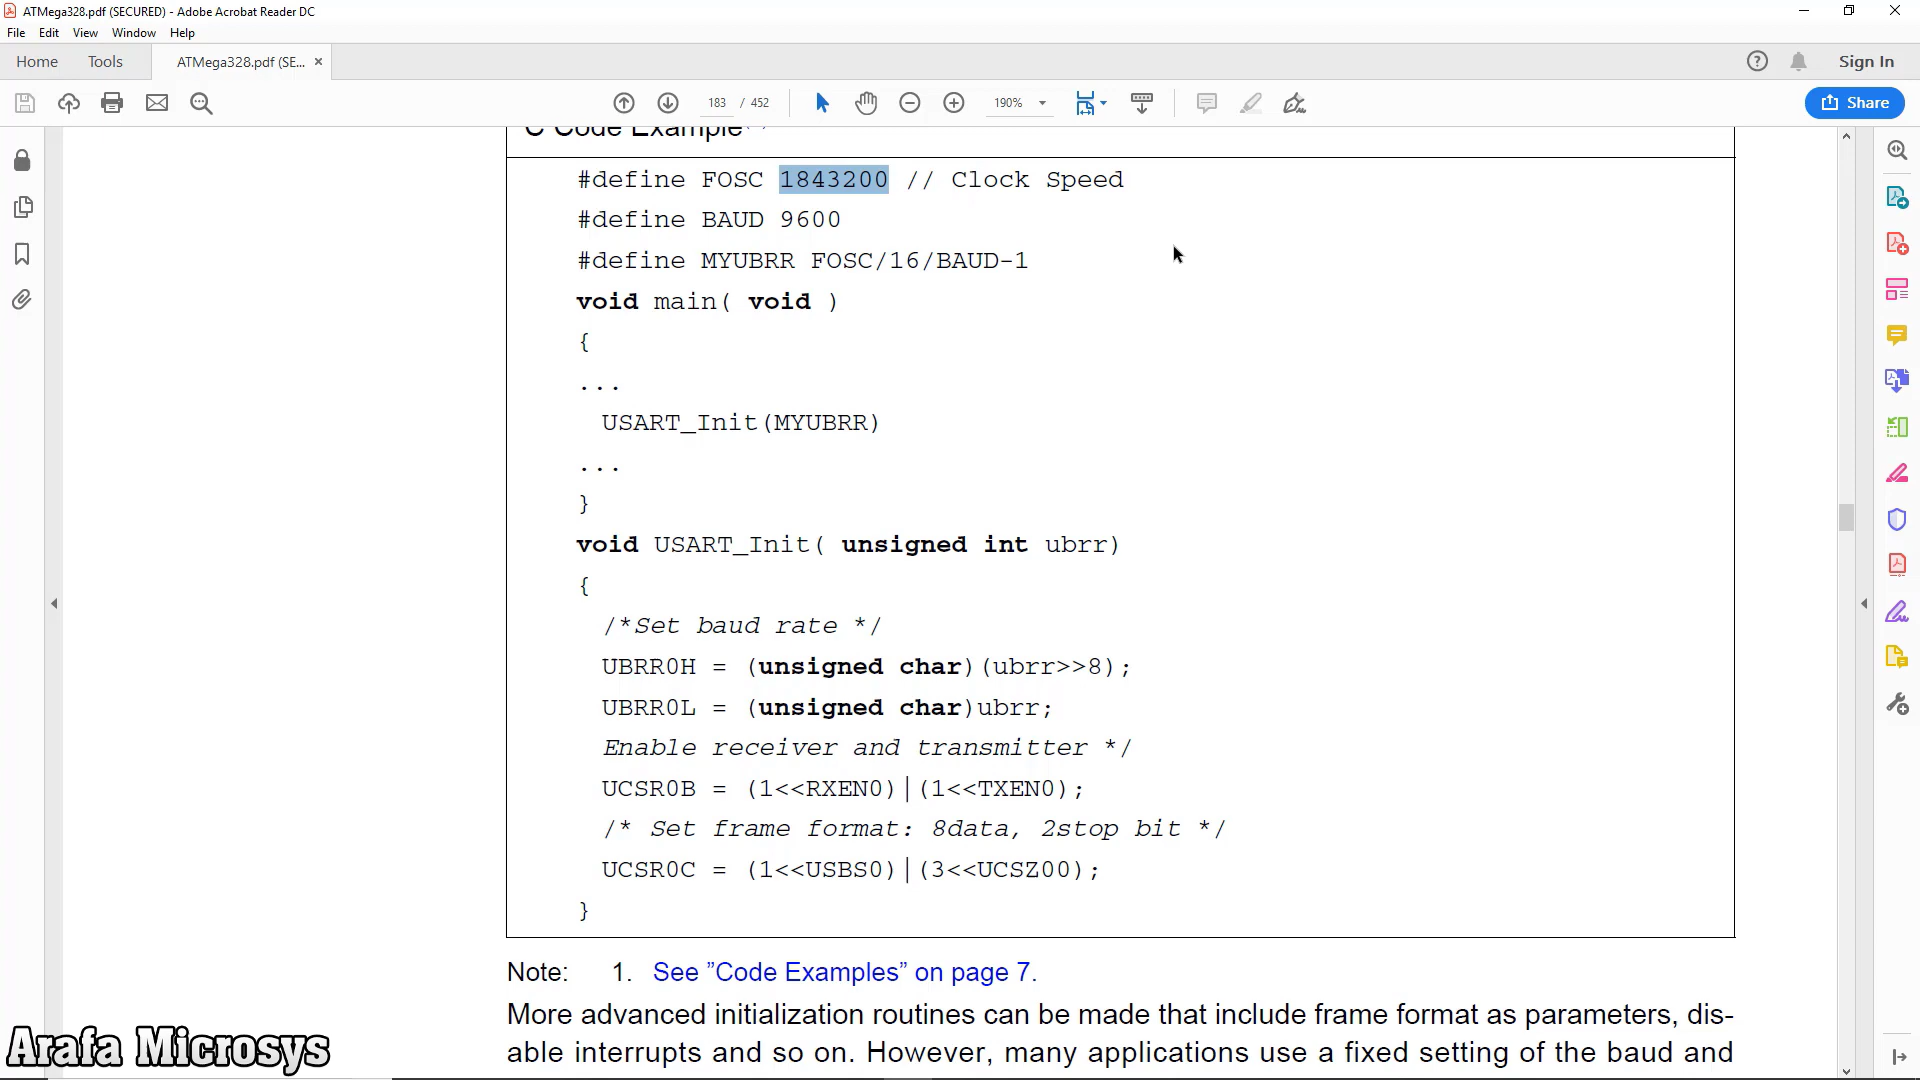 ATMega328.pdf (SECURED) - Adobe Acrobat Reader DC
File Edit View Window Help
Home Tools ATMega328.pdf (SE... Sign In
183 / 452 190% Share
C Code Example
#define FOSC 1843200 // Clock Speed
#define BAUD 9600
#define MYUBRR FOSC/16/BAUD-1
void main( void )
{
...
USART_Init(MYUBRR)
...
}
void USART_Init( unsigned int ubrr)
{
/*Set baud rate */
UBRR0H = (unsigned char)(ubrr>>8);
UBRR0L = (unsigned char)ubrr;
Enable receiver and transmitter */
UCSR0B = (1<<RXEN0)|(1<<TXEN0);
/* Set frame format: 8data, 2stop bit */
UCSR0C = (1<<USBS0)|(3<<UCSZ00);
}
Note: 1. See ”Code Examples” on page 7.
More advanced initialization routines can be made that include frame format as parameters, dis-
able interrupts and so on. However, many applications use a fixed setting of the baud and
Arafa Microsys